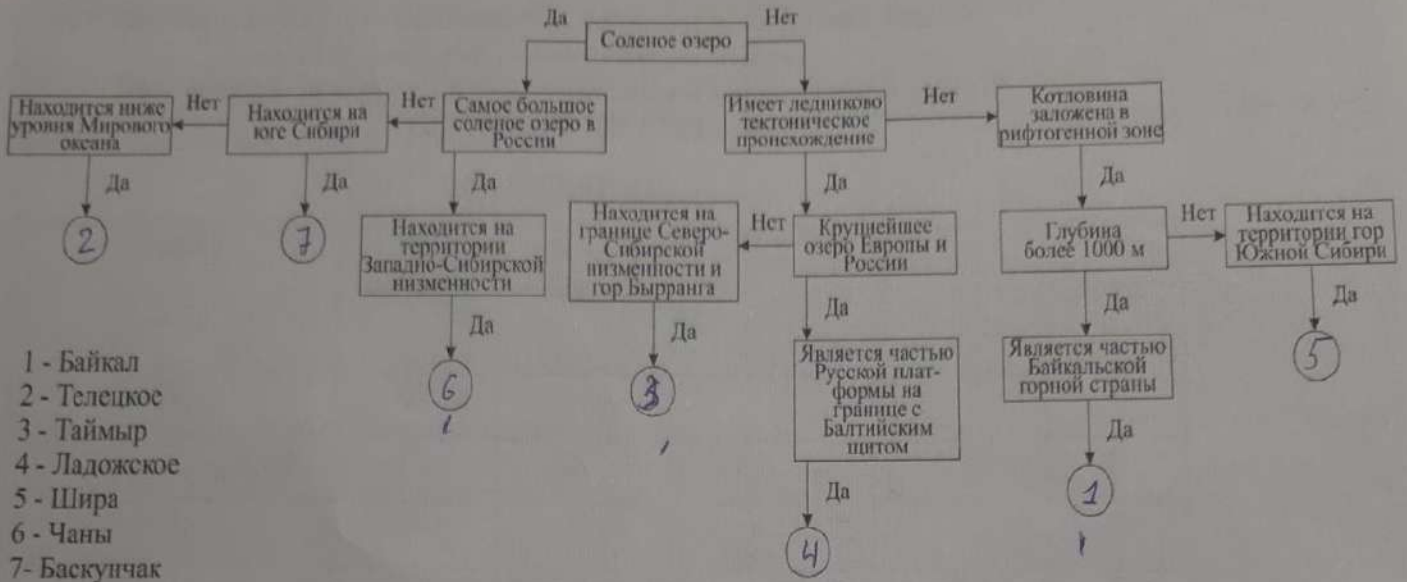 Да
Нет
Соленое озеро
Находится ниже
уровня Мирового
океана
Нет
Находится на
юге Сибири
Нет
Самое большое
соленое озеро в
России
Имеет ледниково
тектоническое
происхождение
Нет
Котловина
заложена в
рифтогенной зоне
Да
Да
Да
Да
Да
2
7
Находится на
территории
Западно-Сибирской
низменности
Находится на
границе Северо-
Сибирской
низменности и
гор Бырранга
Нет
Крупнейшее
озеро Европы и
России
Глубина
более 1000 м
Нет
Находится на
территории гор
Южной Сибири
Да
Да
Да
Да
Да
6
3
Является частью
Русской плат-
формы на
границе с
Балтийским
щитом
Является частью
Байкальской
горной страны
5
Да
Да
4
1
1 - Байкал
2 - Телецкое
3 - Таймыр
4 - Ладожское
5 - Шира
6 - Чаны
7- Баскунчак